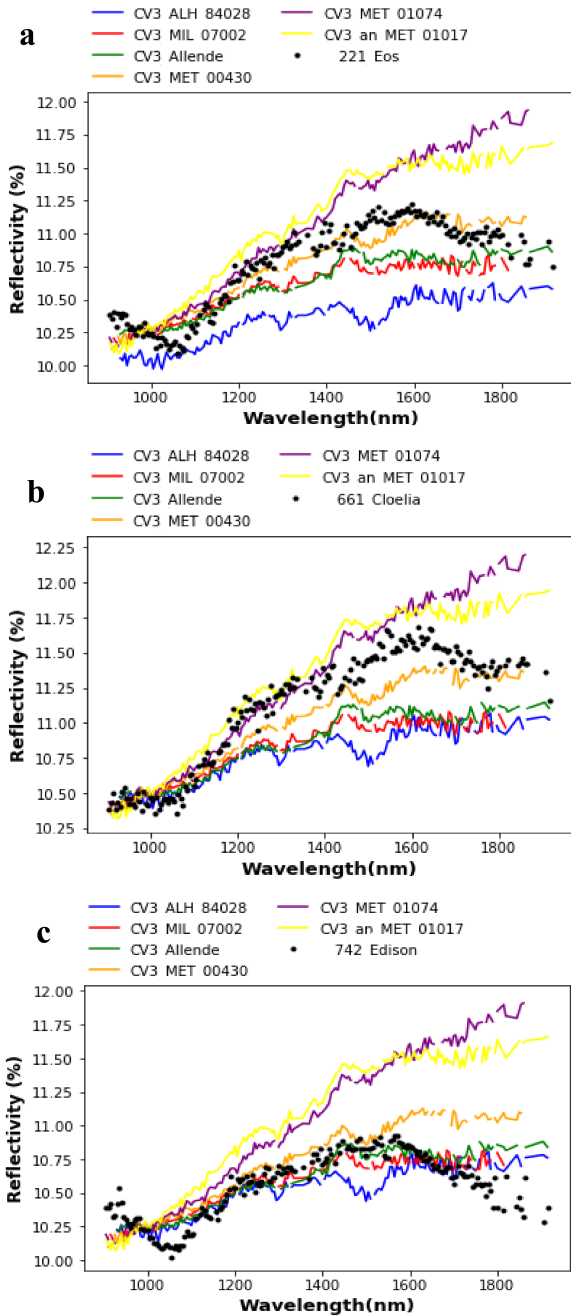 a
CV3 ALH 84028
CV3 MIL 07002
CV3 Allende
CV3 MET 00430
CV3 MET 01074
CV3 an MET 01017
221 Eos
12.00
11.75
11.50
11.25
11.00
10.75
10.50
10.25
10.00
Reflectivity (%)
1000 1200 1400 1600 1800
Wavelength(nm)
b
CV3 ALH 84028
CV3 MIL 07002
CV3 Allende
CV3 MET 00430
CV3 MET 01074
CV3 an MET 01017
661 Cloelia
12.25
12.00
11.75
11.50
11.25
11.00
10.75
10.50
10.25
Reflectivity (%)
1000 1200 1400 1600 1800
Wavelength(nm)
c
CV3 ALH 84028
CV3 MIL 07002
CV3 Allende
CV3 MET 00430
CV3 MET 01074
CV3 an MET 01017
742 Edison
12.00
11.75
11.50
11.25
11.00
10.75
10.50
10.25
10.00
Reflectivity (%)
1000 1200 1400 1600 1800
Wavelength(nm)